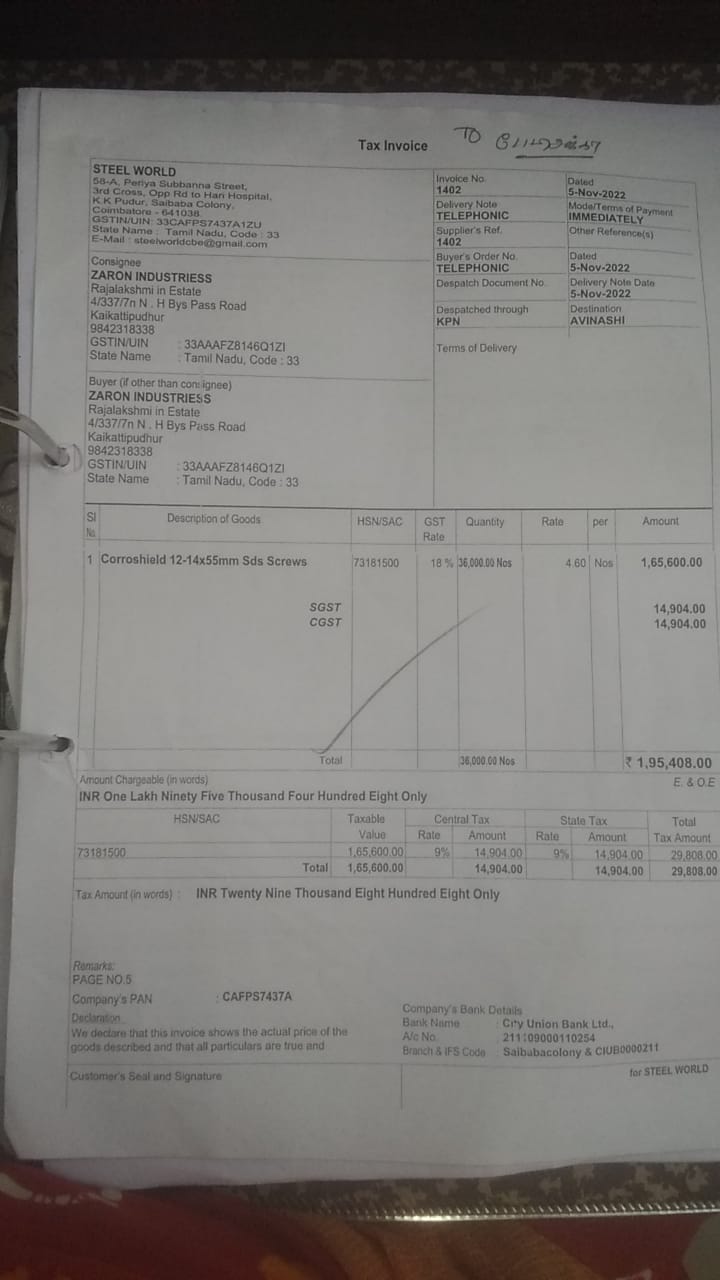 Tax Invoice
TO
STEEL WORLD
58-A, Periya Subbanna Street,
3rd Cross, Opp Rd to Hari Hospital,
K.K Pudur, Saibaba Colony,
Coimbatore - 641038
GSTIN/UIN: 33CAFPS7437A1ZU
State Name : Tamil Nadu, Code : 33
E-Mail : steelworldcbe@gmail.com
Invoice No.
1402
Dated
5-Nov-2022
Delivery Note
TELEPHONIC
Mode/Terms of Payment
IMMEDIATELY
Supplier's Ref.
1402
Other Reference(s)
Buyer's Order No.
TELEPHONIC
Dated
5-Nov-2022
Despatch Document No.
Delivery Note Date
5-Nov-2022
Despatched through
KPN
Destination
AVINASHI
Terms of Delivery
Consignee
ZARON INDUSTRIESS
Rajalakshmi in Estate
4/337/7n N . H Bys Pass Road
Kaikattipudhur
9842318338
GSTIN/UIN : 33AAAFZ8146Q1ZI
State Name : Tamil Nadu, Code : 33
Buyer (if other than consignee)
ZARON INDUSTRIESS
Rajalakshmi in Estate
4/337/7n N . H Bys Pass Road
Kaikattipudhur
9842318338
GSTIN/UIN : 33AAAFZ8146Q1ZI
State Name : Tamil Nadu, Code : 33
Sl No. Description of Goods HSN/SAC GST Rate Quantity Rate per Amount
1 Corroshield 12-14x55mm Sds Screws 73181500 18 % 36,000.00 Nos 4.60 Nos 1,65,600.00
SGST 14,904.00
CGST 14,904.00
Total 36,000.00 Nos ₹ 1,95,408.00
Amount Chargeable (in words) E. & O.E
INR One Lakh Ninety Five Thousand Four Hundred Eight Only
HSN/SAC Taxable Value Central Tax State Tax Total Tax Amount
Rate Amount Rate Amount
73181500 1,65,600.00 9% 14,904.00 9% 14,904.00 29,808.00
Total 1,65,600.00 14,904.00 14,904.00 29,808.00
Tax Amount (in words) : INR Twenty Nine Thousand Eight Hundred Eight Only
Remarks:
PAGE NO.5
Company's PAN : CAFPS7437A
Declaration
We declare that this invoice shows the actual price of the
goods described and that all particulars are true and
Company's Bank Details
Bank Name : City Union Bank Ltd.,
A/c No. : 211109000110254
Branch & IFS Code : Saibabacolony & CIUB0000211
Customer's Seal and Signature
for STEEL WORLD